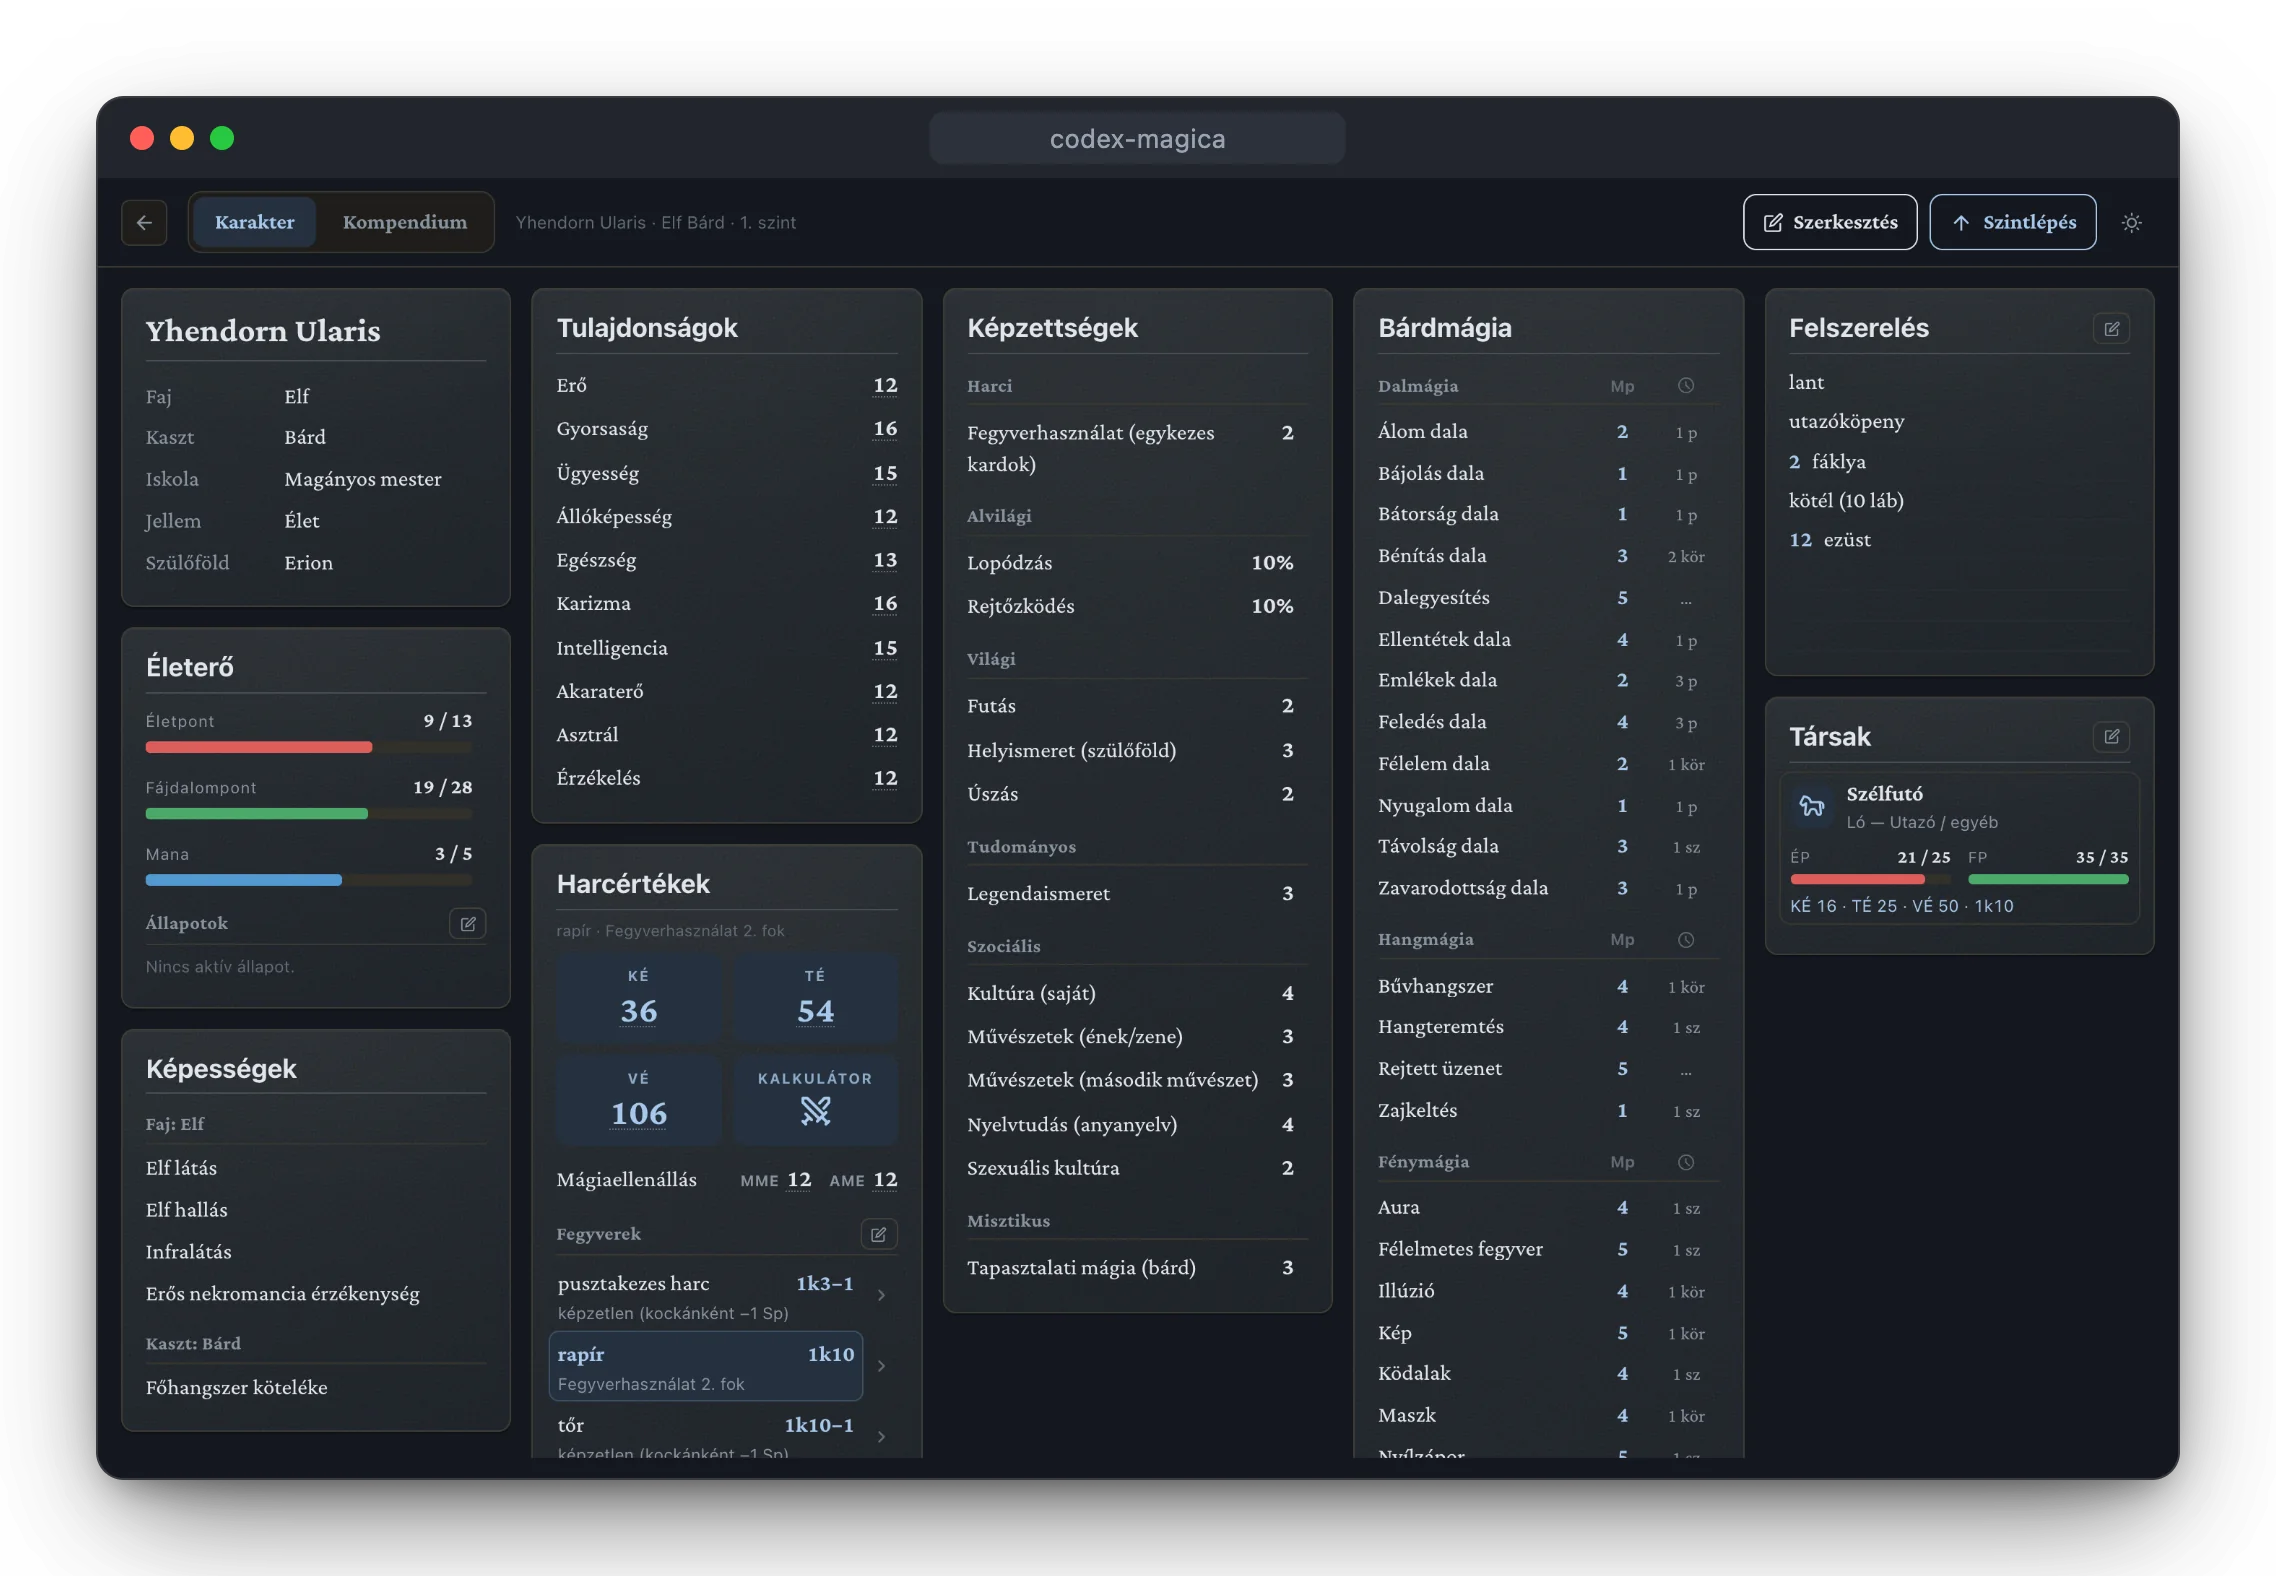 codex-magica
Karakter Kompendium Yhendorn Ularis · Elf Bárd · 1. szint Szerkesztés Szintlépés
Yhendorn Ularis
Faj Elf
Kaszt Bárd
Iskola Magányos mester
Jellem Élet
Szülőföld Erion
Életerő
Életpont 9 / 13
Fájdalompont 19 / 28
Mana 3 / 5
Állapotok
Nincs aktív állapot.
Képességek
Faj: Elf
Elf látás
Elf hallás
Infralátás
Erős nekromancia érzékenység
Kaszt: Bárd
Főhangszer köteléke
Tulajdonságok
Erő 12
Gyorsaság 16
Ügyesség 15
Állóképesség 12
Egészség 13
Karizma 16
Intelligencia 15
Akaraterő 12
Asztrál 12
Érzékelés 12
Harcértékek
rapír · Fegyverhasználat 2. fok
KÉ TÉ
36 54
VÉ KALKULÁTOR
106
Mágiaellenállás MME 12 AME 12
Fegyverek
pusztakezes harc 1k3–1
képzetlen (kockánként –1 Sp)
rapír 1k10
Fegyverhasználat 2. fok
tőr 1k10–1
képzetlen (kockánként –1 Sp)
Képzettségek
Harci
Fegyverhasználat (egykezes 2
kardok)
Alvilági
Lopódzás 10%
Rejtőzködés 10%
Világi
Futás 2
Helyismeret (szülőföld) 3
Úszás 2
Tudományos
Legendaismeret 3
Szociális
Kultúra (saját) 4
Művészetek (ének/zene) 3
Művészetek (második művészet) 3
Nyelvtudás (anyanyelv) 4
Szexuális kultúra 2
Misztikus
Tapasztalati mágia (bárd) 3
Bárdmágia
Dalmágia Mp
Álom dala 2 1 p
Bájolás dala 1 1 p
Bátorság dala 1 1 p
Bénítás dala 3 2 kör
Dalegyesítés 5 ...
Ellentétek dala 4 1 p
Emlékek dala 2 3 p
Feledés dala 4 3 p
Félelem dala 2 1 kör
Nyugalom dala 1 1 p
Távolság dala 3 1 sz
Zavarodottság dala 3 1 p
Hangmágia Mp
Bűvhangszer 4 1 kör
Hangteremtés 4 1 sz
Rejtett üzenet 5 ...
Zajkeltés 1 1 sz
Fénymágia Mp
Aura 4 1 sz
Félelmetes fegyver 5 1 sz
Illúzió 4 1 kör
Kép 5 1 kör
Ködalak 4 1 sz
Maszk 4 1 kör
Nyílzápor 5 1 sz
Felszerelés
lant
utazóköpeny
2 fáklya
kötél (10 láb)
12 ezüst
Társak
Szélfutó
Ló — Utazó / egyéb
ÉP 21 / 25 FP 35 / 35
KÉ 16 · TÉ 25 · VÉ 50 · 1k10